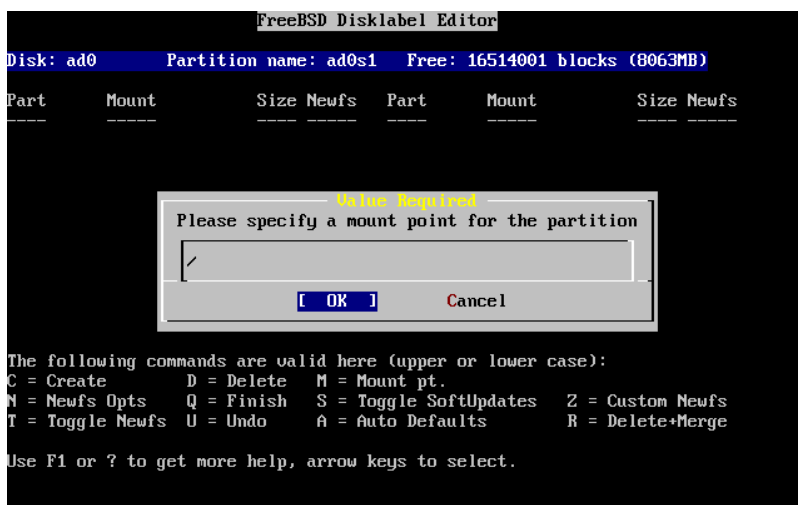 FreeBSD Disklabel Editor
Disk: ad0 Partition name: ad0s1 Free: 16514001 blocks (8063MB)
Part Mount Size Newfs Part Mount Size Newfs
---- ----- ---- ----- ---- ----- ---- -----
Value Required
Please specify a mount point for the partition
/
[ OK ] Cancel
The following commands are valid here (upper or lower case):
C = Create D = Delete M = Mount pt.
N = Newfs Opts Q = Finish S = Toggle SoftUpdates Z = Custom Newfs
T = Toggle Newfs U = Undo A = Auto Defaults R = Delete+Merge
Use F1 or ? to get more help, arrow keys to select.